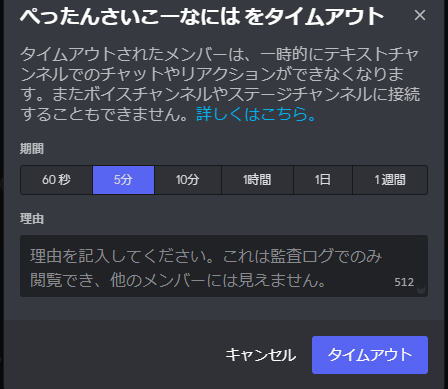 ぺったんさいこーなには をタイムアウト
タイムアウトされたメンバーは、一時的にテキストチャ
ンネルでのチャットやリアクションができなくなりま
す。またボイスチャンネルやステージチャンネルに接続
することもできません。詳しくはこちら。
期間
60 秒 5分 10分 1時間 1日 1 週間
理由
理由を記入してください。これは監査ログでのみ
閲覧でき、他のメンバーには見えません。
512
キャンセル タイムアウト